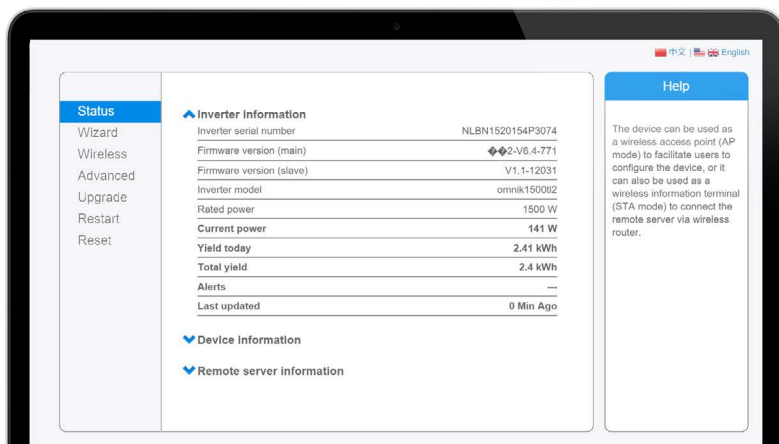 中文 | English
Help
Status
Wizard
Wireless
Advanced
Upgrade
Restart
Reset
Inverter information
Inverter serial number NLBN1520154P3074
Firmware version (main) ��2-V6.4-771
Firmware version (slave) V1.1-12031
Inverter model omnik1500tl2
Rated power 1500 W
Current power 141 W
Yield today 2.41 kWh
Total yield 2.4 kWh
Alerts ---
Last updated 0 Min Ago
Device information
Remote server information
The device can be used as
a wireless access point (AP
mode) to facilitate users to
configure the device, or it
can also be used as a
wireless information terminal
(STA mode) to connect the
remote server via wireless
router.